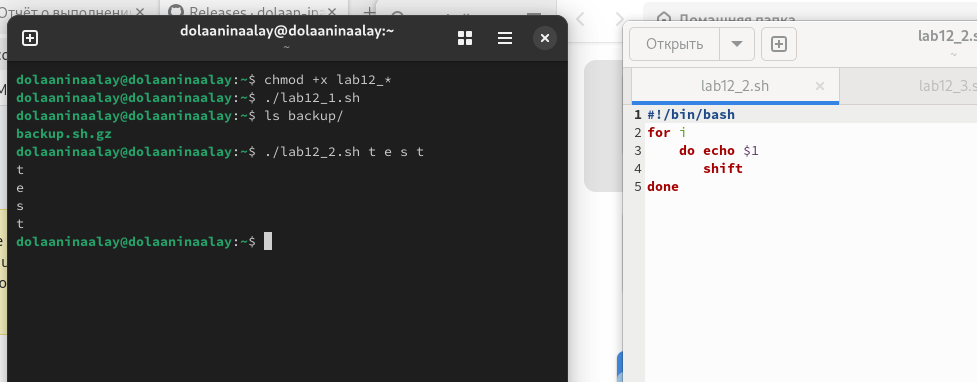 Отчёт о выполнени
Releases · dolaan-in
dolaaninaalay@dolaaninaalay:~
~
dolaaninaalay@dolaaninaalay:~$ chmod +x lab12_*
dolaaninaalay@dolaaninaalay:~$ ./lab12_1.sh
dolaaninaalay@dolaaninaalay:~$ ls backup/
backup.sh.gz
dolaaninaalay@dolaaninaalay:~$ ./lab12_2.sh t e s t
t
e
s
t
dolaaninaalay@dolaaninaalay:~$
Домашняя папка
Открыть
lab12_2.s
~
lab12_2.sh
lab12_3.s
1 #!/bin/bash
2 for i
3 do echo $1
4 shift
5 done